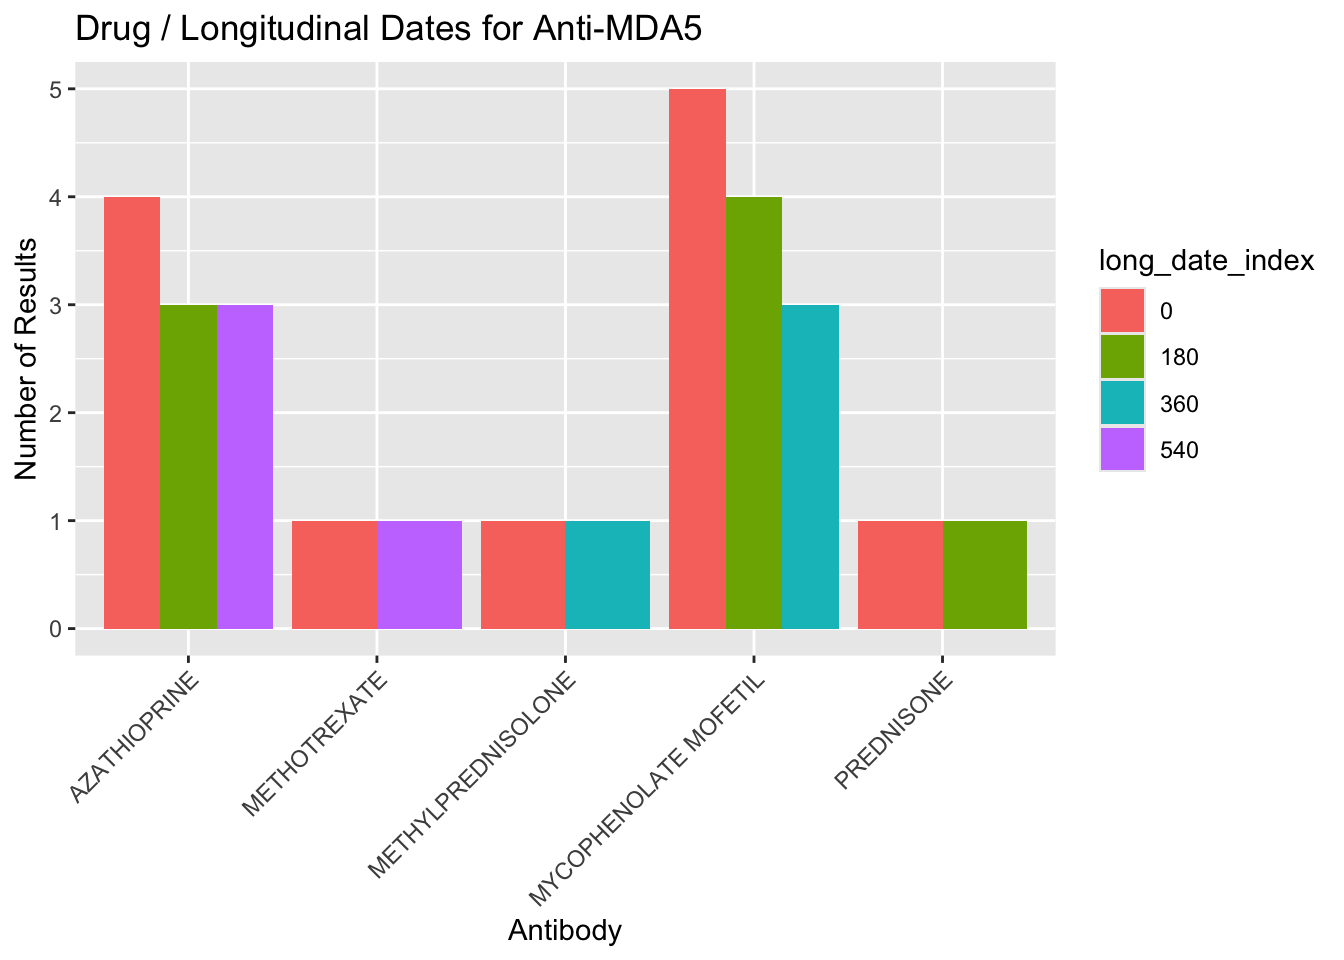 Drug / Longitudinal Dates for Anti-MDA5
Number of Results
5
4
3
2
1
0
AZATHIOPRINE
METHOTREXATE
METHYLPREDNISOLONE
MYCOPHENOLATE MOFETIL
PREDNISONE
Antibody
long_date_index
0
180
360
540